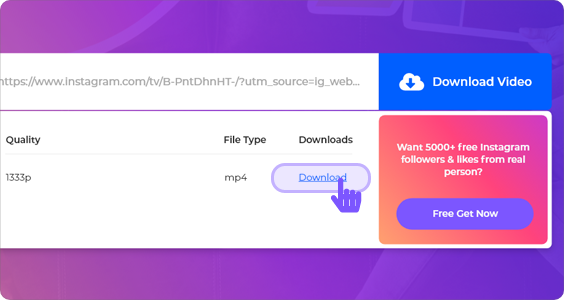 https://www.instagram.com/tv/B-PntDhnHT-/?utm_source=ig_web...
Download Video
Quality File Type Downloads
1333p mp4 Download
Want 5000+ free Instagram
followers & likes from real
person?
Free Get Now